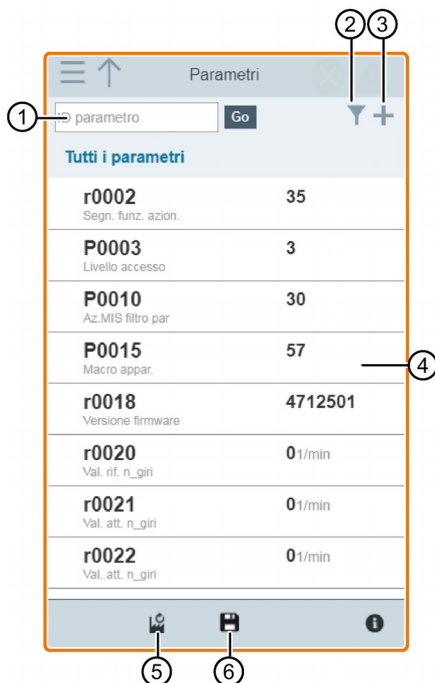 2 3
Parametri
1 ID parametro Go
Tutti i parametri
r0002 35
Segn. funz. azion.
P0003 3
Livello accesso
P0010 30
Az.MIS filtro par
P0015 57
Macro appar.
4
r0018 4712501
Versione firmware
r0020 01/min
Val. rif. n_giri
r0021 01/min
Val. att. n_giri
r0022 01/min
Val. att. n_giri
5 6